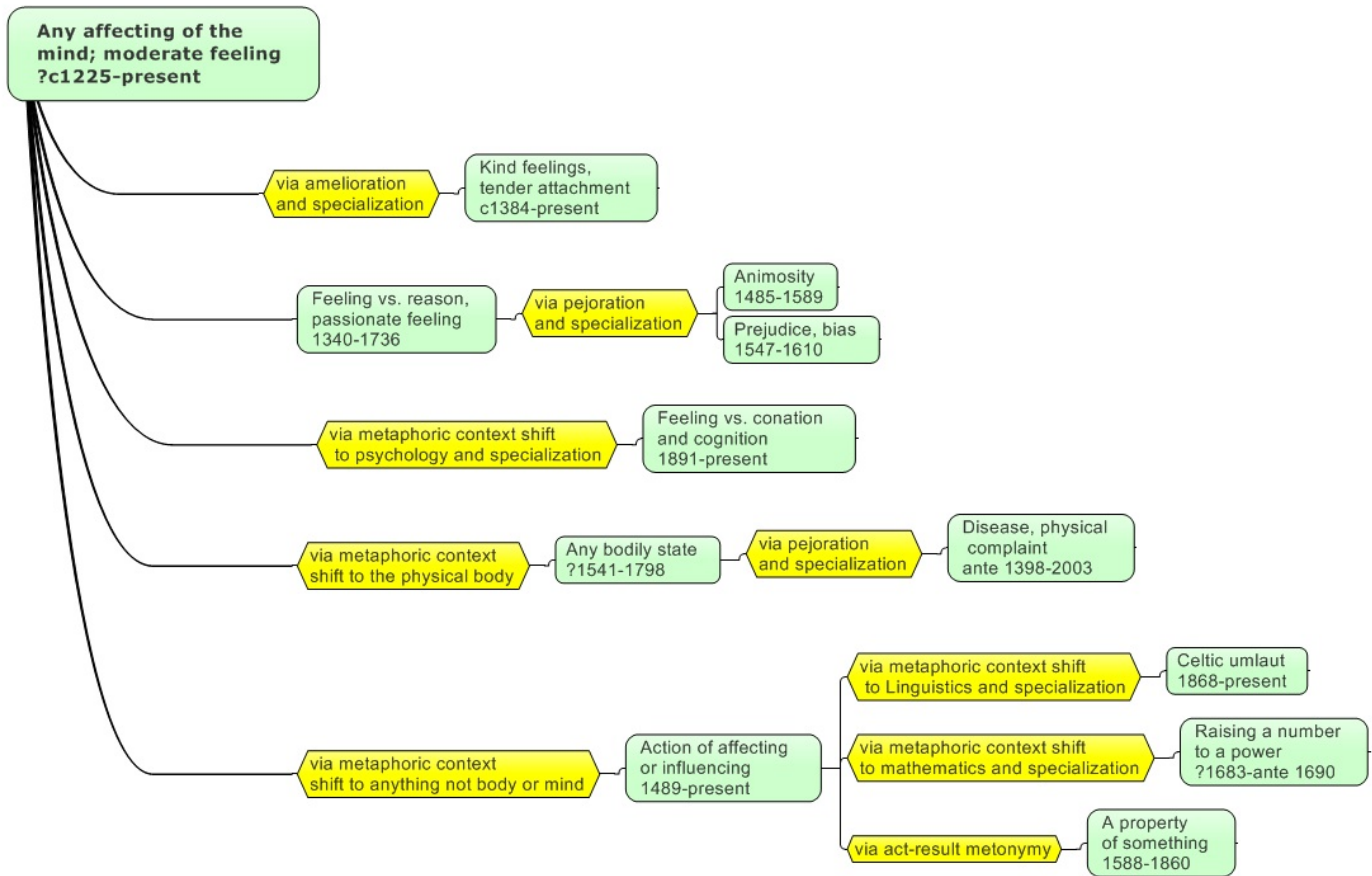 Any affecting of the
mind; moderate feeling
?c1225-present
via amelioration
and specialization
Kind feelings,
tender attachment
c1384-present
Feeling vs. reason,
passionate feeling
1340-1736
via pejoration
and specialization
Animosity
1485-1589
Prejudice, bias
1547-1610
via metaphoric context shift
to psychology and specialization
Feeling vs. conation
and cognition
1891-present
via metaphoric context
shift to the physical body
Any bodily state
?1541-1798
via pejoration
and specialization
Disease, physical
complaint
ante 1398-2003
via metaphoric context
shift to anything not body or mind
Action of affecting
or influencing
1489-present
via metaphoric context shift
to Linguistics and specialization
Celtic umlaut
1868-present
via metaphoric context shift
to mathematics and specialization
Raising a number
to a power
?1683-ante 1690
via act-result metonymy
A property
of something
1588-1860